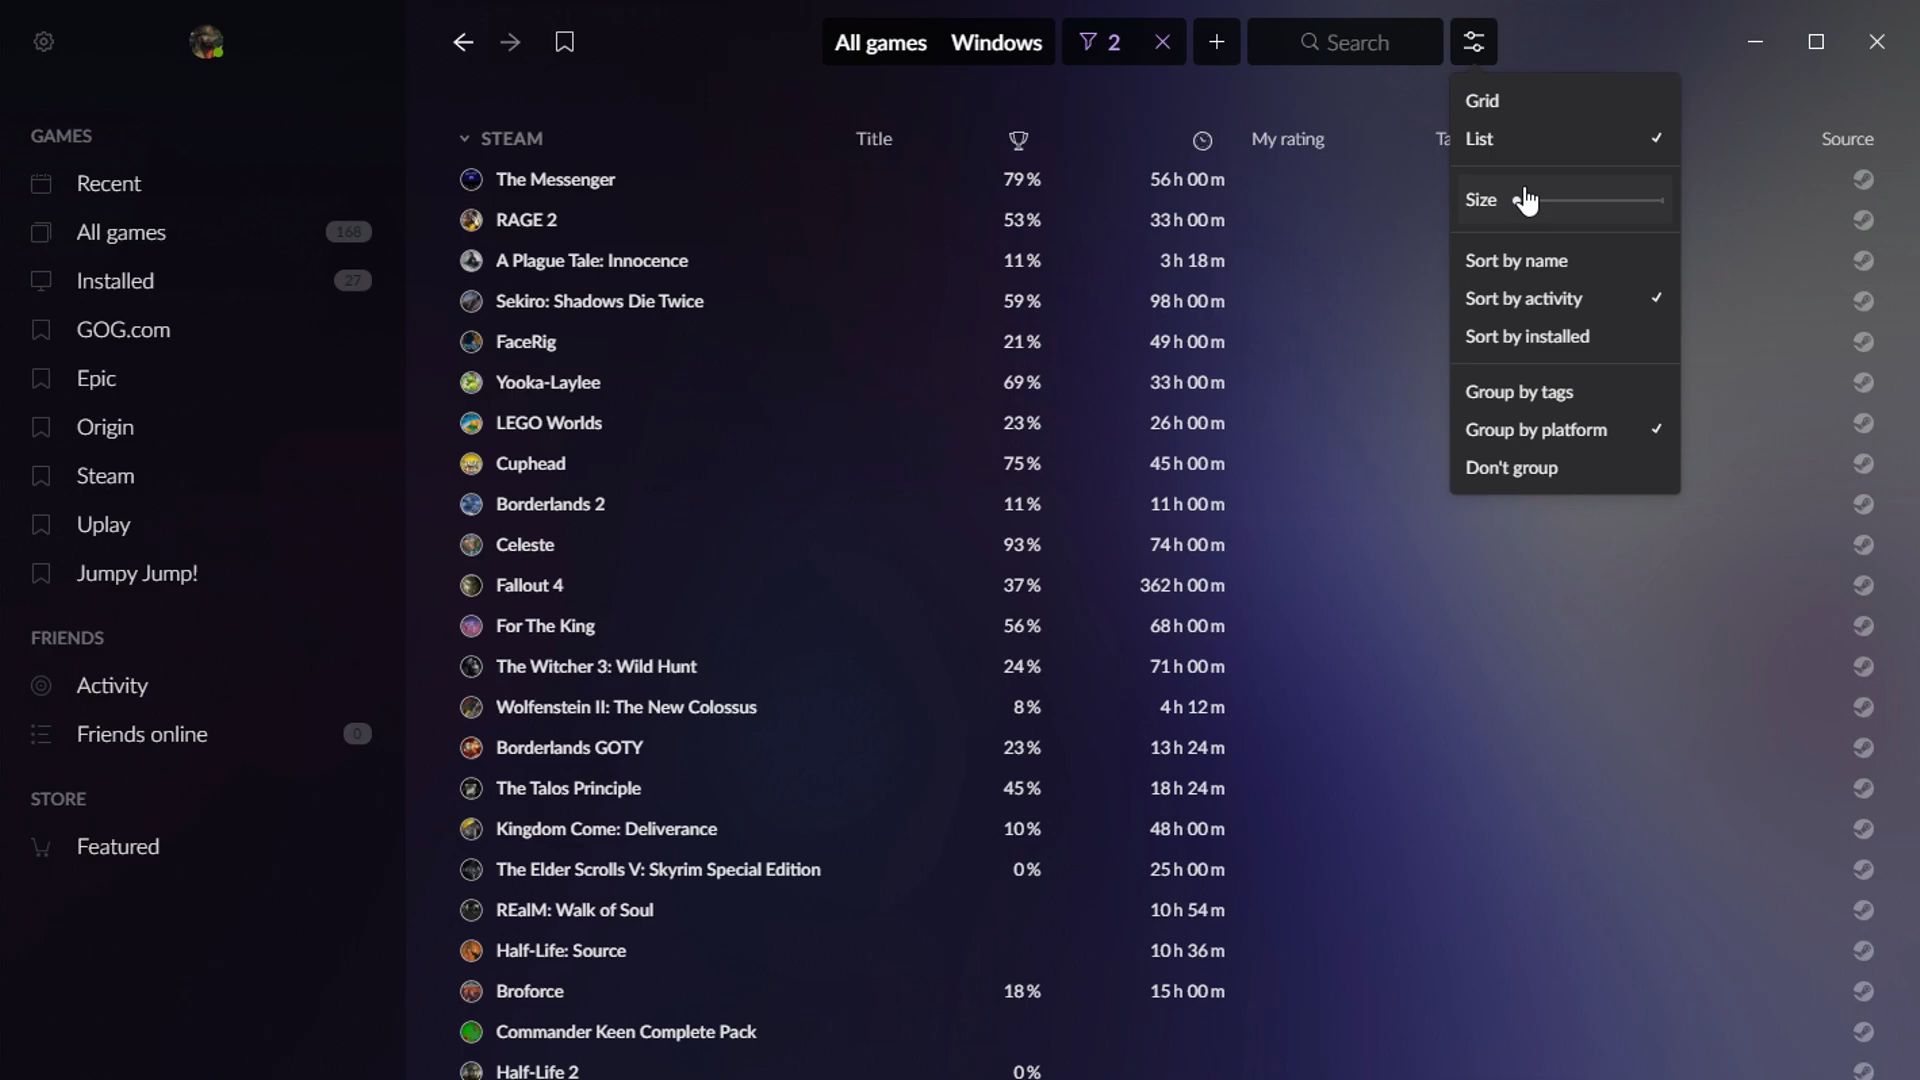 All games Windows 2 Search
GAMES
Recent
All games 168
Installed 27
GOG.com
Epic
Origin
Steam
Uplay
Jumpy Jump!
FRIENDS
Activity
Friends online 0
STORE
Featured
STEAM Title My rating Ta Source
The Messenger 79% 56h 00m
RAGE 2 53% 33h 00m
A Plague Tale: Innocence 11% 3h 18m
Sekiro: Shadows Die Twice 59% 98h 00m
FaceRig 21% 49h 00m
Yooka-Laylee 69% 33h 00m
LEGO Worlds 23% 26h 00m
Cuphead 75% 45h 00m
Borderlands 2 11% 11h 00m
Celeste 93% 74h 00m
Fallout 4 37% 362h 00m
For The King 56% 68h 00m
The Witcher 3: Wild Hunt 24% 71h 00m
Wolfenstein II: The New Colossus 8% 4h 12m
Borderlands GOTY 23% 13h 24m
The Talos Principle 45% 18h 24m
Kingdom Come: Deliverance 10% 48h 00m
The Elder Scrolls V: Skyrim Special Edition 0% 25h 00m
REalM: Walk of Soul 10h 54m
Half-Life: Source 10h 36m
Broforce 18% 15h 00m
Commander Keen Complete Pack
Half-Life 2 0%
Grid
List
Size
Sort by name
Sort by activity
Sort by installed
Group by tags
Group by platform
Don't group